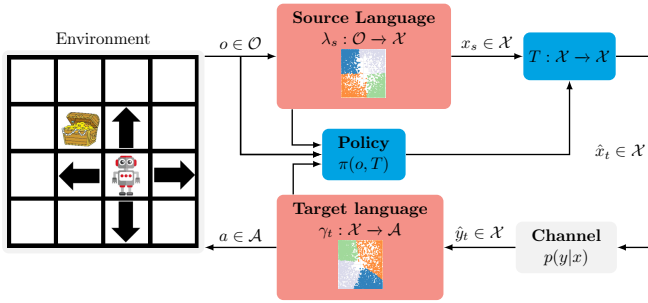 Environment
o ∈ 𝒪
Source Language
λ_s : 𝒪 → 𝒳
x_s ∈ 𝒳
T : 𝒳 → 𝒳
Policy
π(o, T)
x̂_t ∈ 𝒳
Target language
γ_t : 𝒳 → 𝒜
a ∈ 𝒜
ŷ_t ∈ 𝒳
Channel
p(y|x)